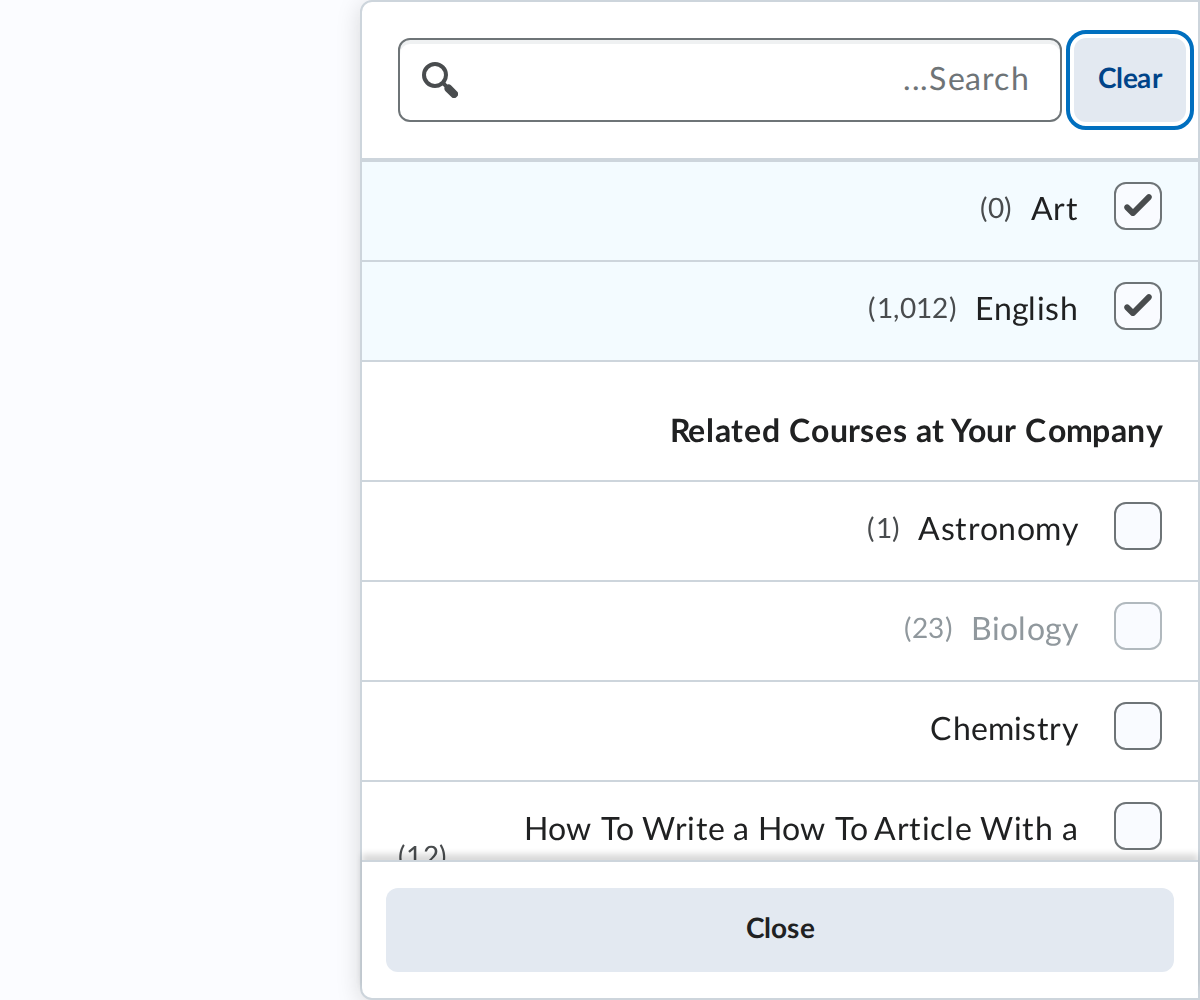 ...Search
Clear
(0) Art
(1,012) English
Related Courses at Your Company
(1) Astronomy
(23) Biology
Chemistry
How To Write a How To Article With a
(12)
Close